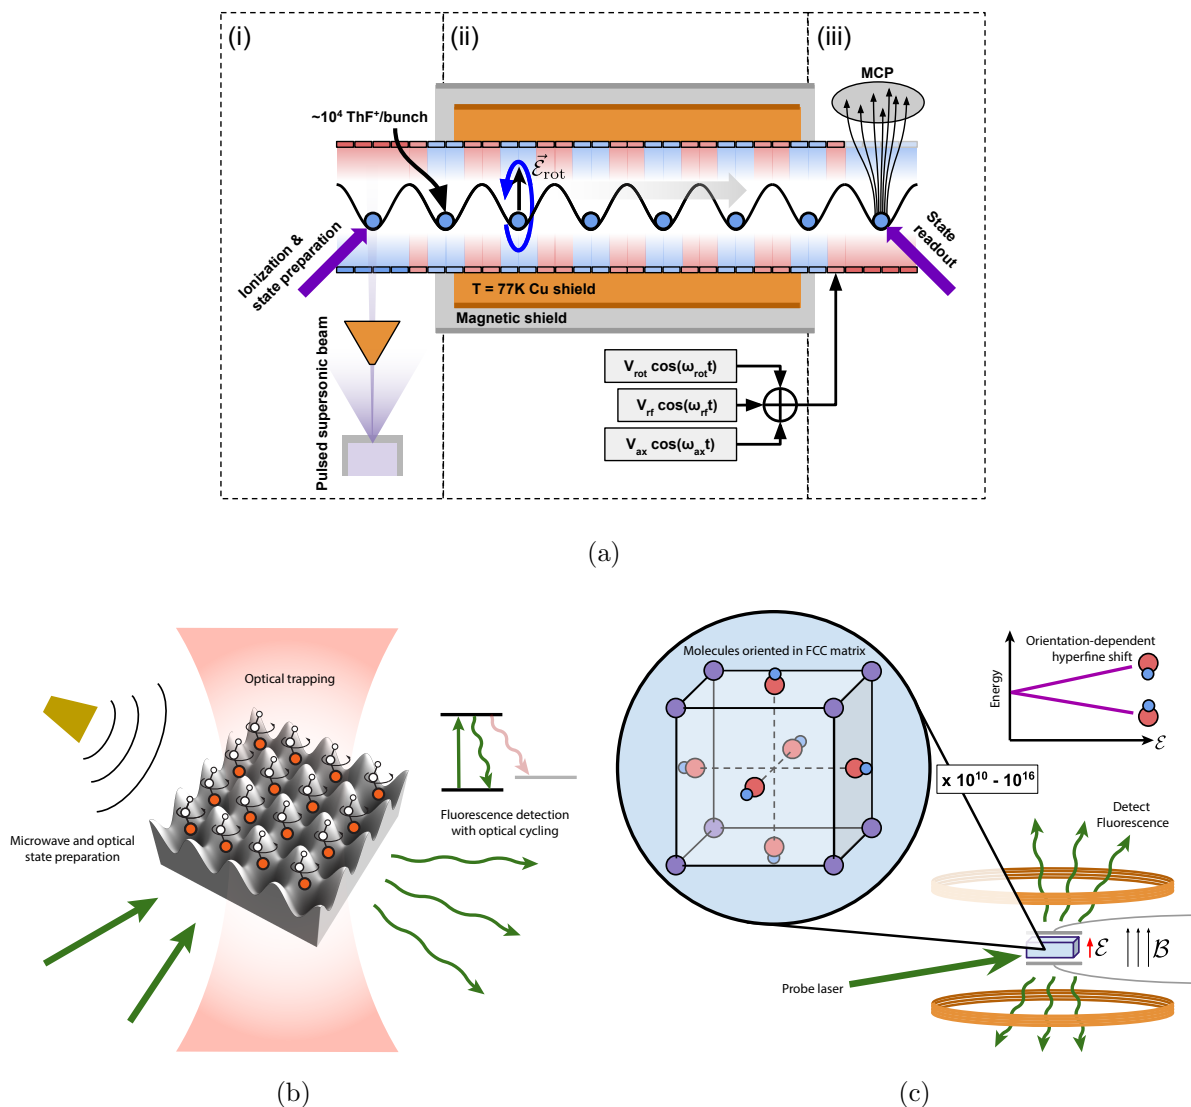 (i)
(ii)
(iii)
MCP
~10⁴ ThF⁺/bunch
ℰ⃗rot
Ionization &
state preparation
State
readout
T = 77K Cu shield
Magnetic shield
Pulsed supersonic beam
Vrot cos(ωrott)
Vrf cos(ωrft)
Vax cos(ωaxt)
(a)
Optical trapping
Microwave and optical
state preparation
Fluorescence detection
with optical cycling
(b)
Molecules oriented in FCC matrix
Orientation-dependent
hyperfine shift
Energy
ℰ
x 10¹⁰ - 10¹⁶
Detect
Fluorescence
ℰ
ℬ
Probe laser
(c)